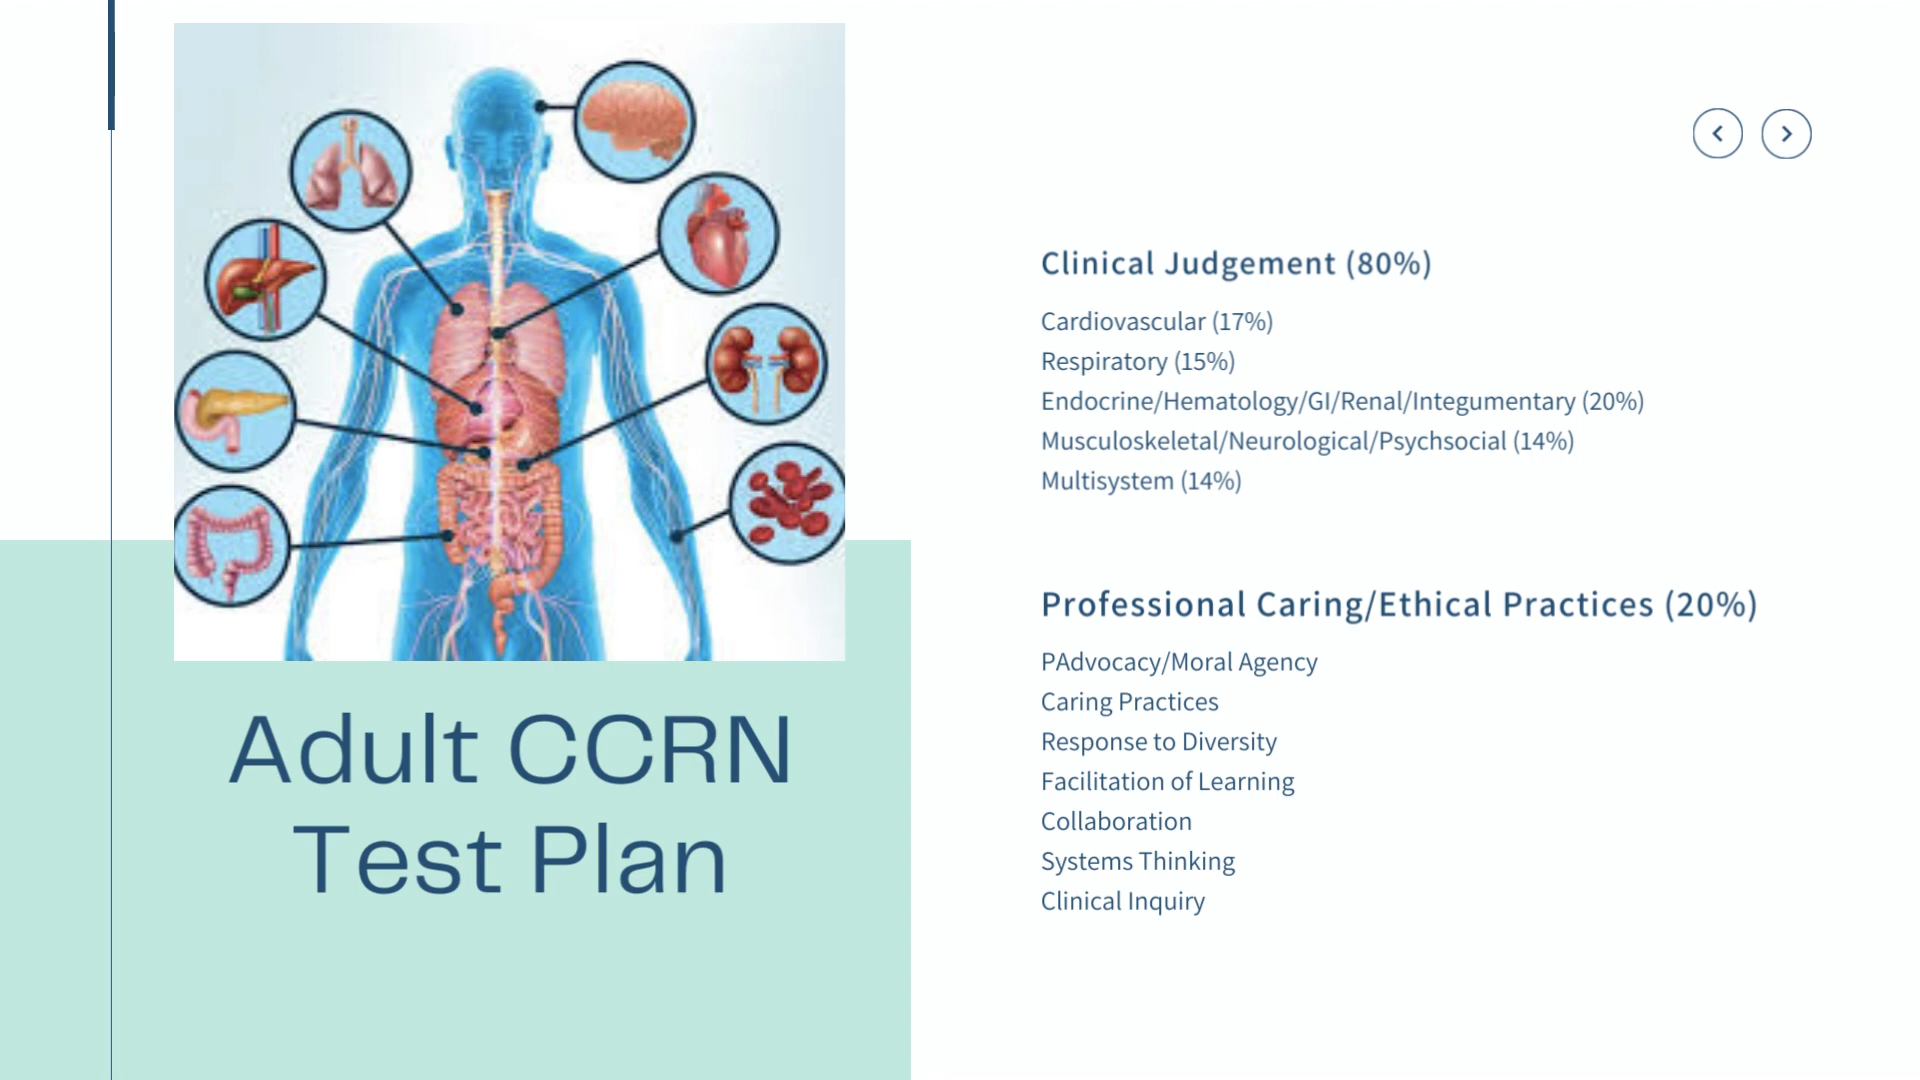 Adult CCRN
Test Plan
Clinical Judgement (80%)
Cardiovascular (17%)
Respiratory (15%)
Endocrine/Hematology/GI/Renal/Integumentary (20%)
Musculoskeletal/Neurological/Psychsocial (14%)
Multisystem (14%)
Professional Caring/Ethical Practices (20%)
PAdvocacy/Moral Agency
Caring Practices
Response to Diversity
Facilitation of Learning
Collaboration
Systems Thinking
Clinical Inquiry